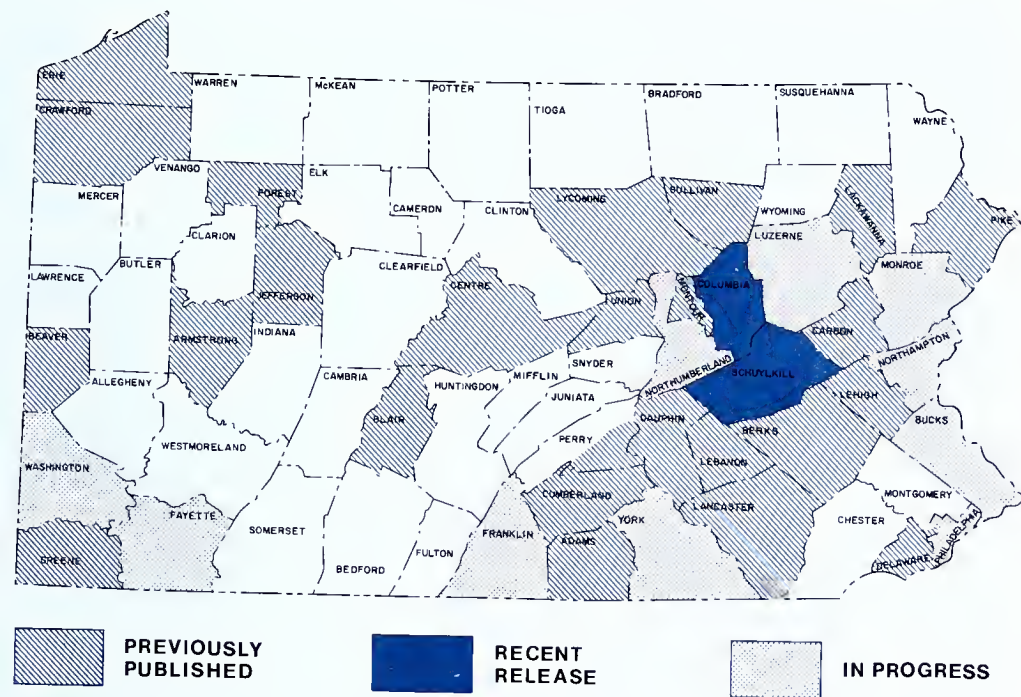 ERIE
CRAWFORD
WARREN
McKEAN
POTTER
TIOGA
BRADFORD
SUSQUEHANNA
WAYNE
VENANGO
FOREST
ELK
MERCER
CAMERON
CLINTON
LYCOMING
SULLIVAN
WYOMING
LACKAWANNA
PIKE
CLARION
LUZERNE
MONROE
LAWRENCE
BUTLER
CLEARFIELD
CENTRE
COLUMBIA
JEFFERSON
MONTOUR
UNION
BEAVER
ARMSTRONG
INDIANA
CARBON
NORTHAMPTON
ALLEGHENY
CAMBRIA
HUNTINGDON
MIFFLIN
SNYDER
NORTHUMBERLAND
SCHUYLKILL
JUNIATA
LEHIGH
BLAIR
PERRY
DAUPHIN
BERKS
BUCKS
WESTMORELAND
WASHINGTON
LEBANON
CUMBERLAND
LANCASTER
MONTGOMERY
FAYETTE
SOMERSET
FRANKLIN
YORK
CHESTER
PHILADELPHIA
GREENE
BEDFORD
FULTON
ADAMS
DELAWARE
PREVIOUSLY
PUBLISHED
RECENT
RELEASE
IN PROGRESS